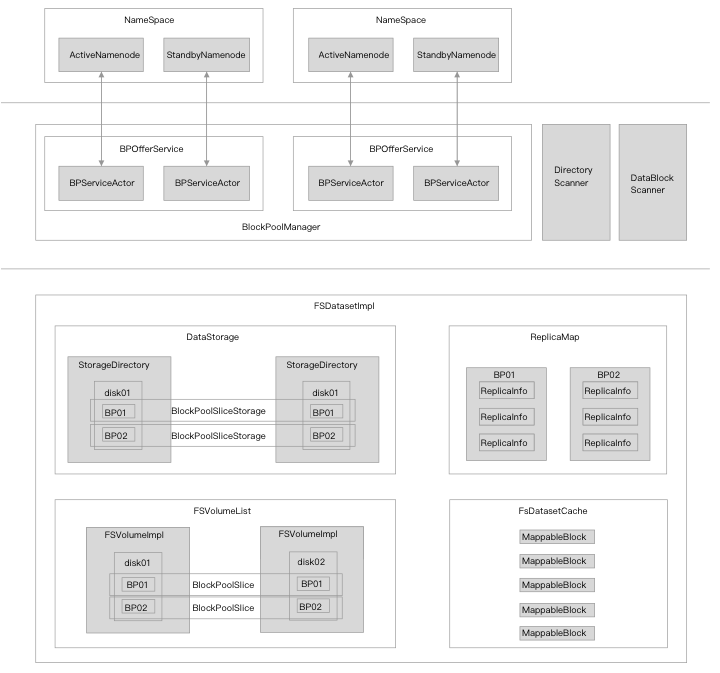 NameSpace
NameSpace
ActiveNamenode
StandbyNamenode
ActiveNamenode
StandbyNamenode
BPOfferService
BPOfferService
BPServiceActor
BPServiceActor
BPServiceActor
BPServiceActor
BlockPoolManager
Directory
Scanner
DataBlock
Scanner
FSDatasetImpl
DataStorage
StorageDirectory
StorageDirectory
disk01
disk01
BP01
BlockPoolSliceStorage
BP01
BP02
BlockPoolSliceStorage
BP02
ReplicaMap
BP01
BP02
ReplicaInfo
ReplicaInfo
ReplicaInfo
ReplicaInfo
ReplicaInfo
ReplicaInfo
FSVolumeList
FSVolumeImpl
FSVolumeImpl
disk01
disk02
BP01
BlockPoolSlice
BP01
BP02
BlockPoolSlice
BP02
FsDatasetCache
MappableBlock
MappableBlock
MappableBlock
MappableBlock
MappableBlock